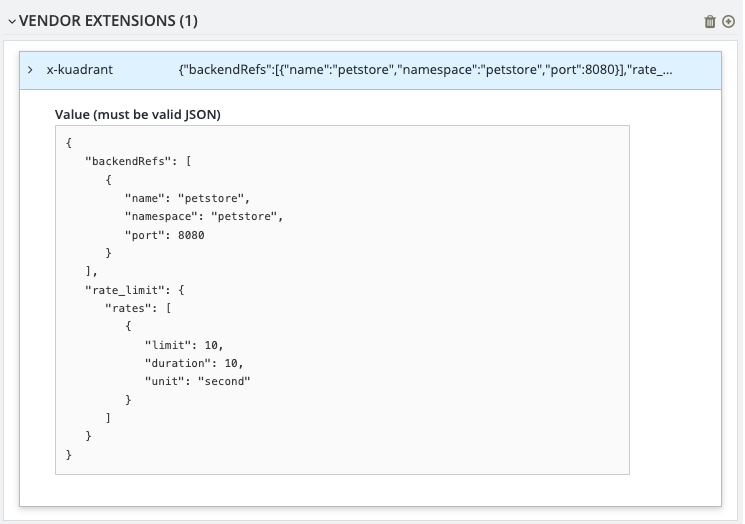 VENDOR EXTENSIONS (1)
x-kuadrant {"backendRefs":[{"name":"petstore","namespace":"petstore","port":8080}],"rate_...
Value (must be valid JSON)
{
"backendRefs": [
{
"name": "petstore",
"namespace": "petstore",
"port": 8080
}
],
"rate_limit": {
"rates": [
{
"limit": 10,
"duration": 10,
"unit": "second"
}
]
}
}